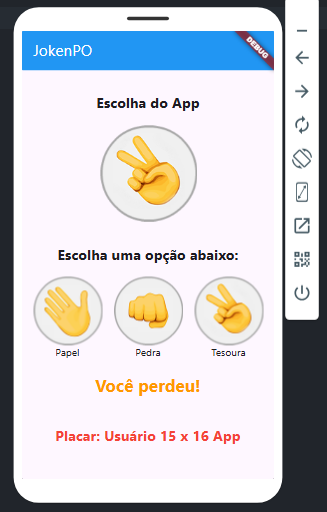 JokenPO
DEBUG
Escolha do App
Escolha uma opção abaixo:
Papel
Pedra
Tesoura
Você perdeu!
Placar: Usuário 15 x 16 App